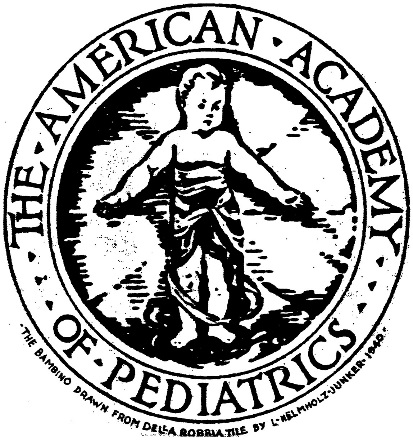 THE · AMERICAN · ACADEMY
· OF · PEDIATRICS ·
"THE BAMBINO DRAWN FROM DELLA ROBBIA TILE BY L·HELMHOLZ·JUNKER·1940·"